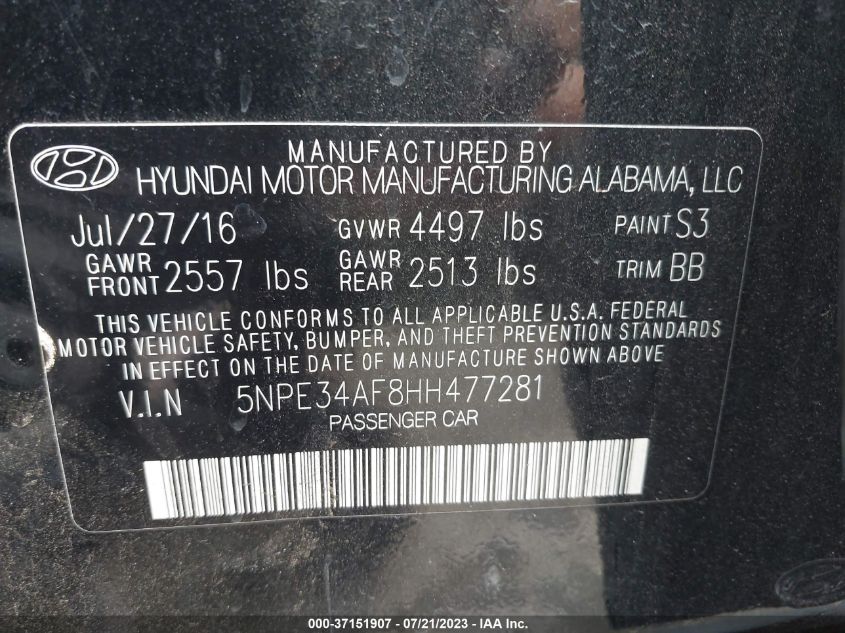 MANUFACTURED BY
HYUNDAI MOTOR MANUFACTURING ALABAMA, LLC
Jul/27/16 GVWR 4497 lbs PAINT S3
GAWR FRONT 2557 lbs GAWR REAR 2513 lbs TRIM BB
THIS VEHICLE CONFORMS TO ALL APPLICABLE U.S.A. FEDERAL
MOTOR VEHICLE SAFETY, BUMPER, AND THEFT PREVENTION STANDARDS
IN EFFECT ON THE DATE OF MANUFACTURE SHOWN ABOVE.
V.I.N 5NPE34AF8HH477281
PASSENGER CAR
000-37151907 - 07/21/2023 - IAA Inc.